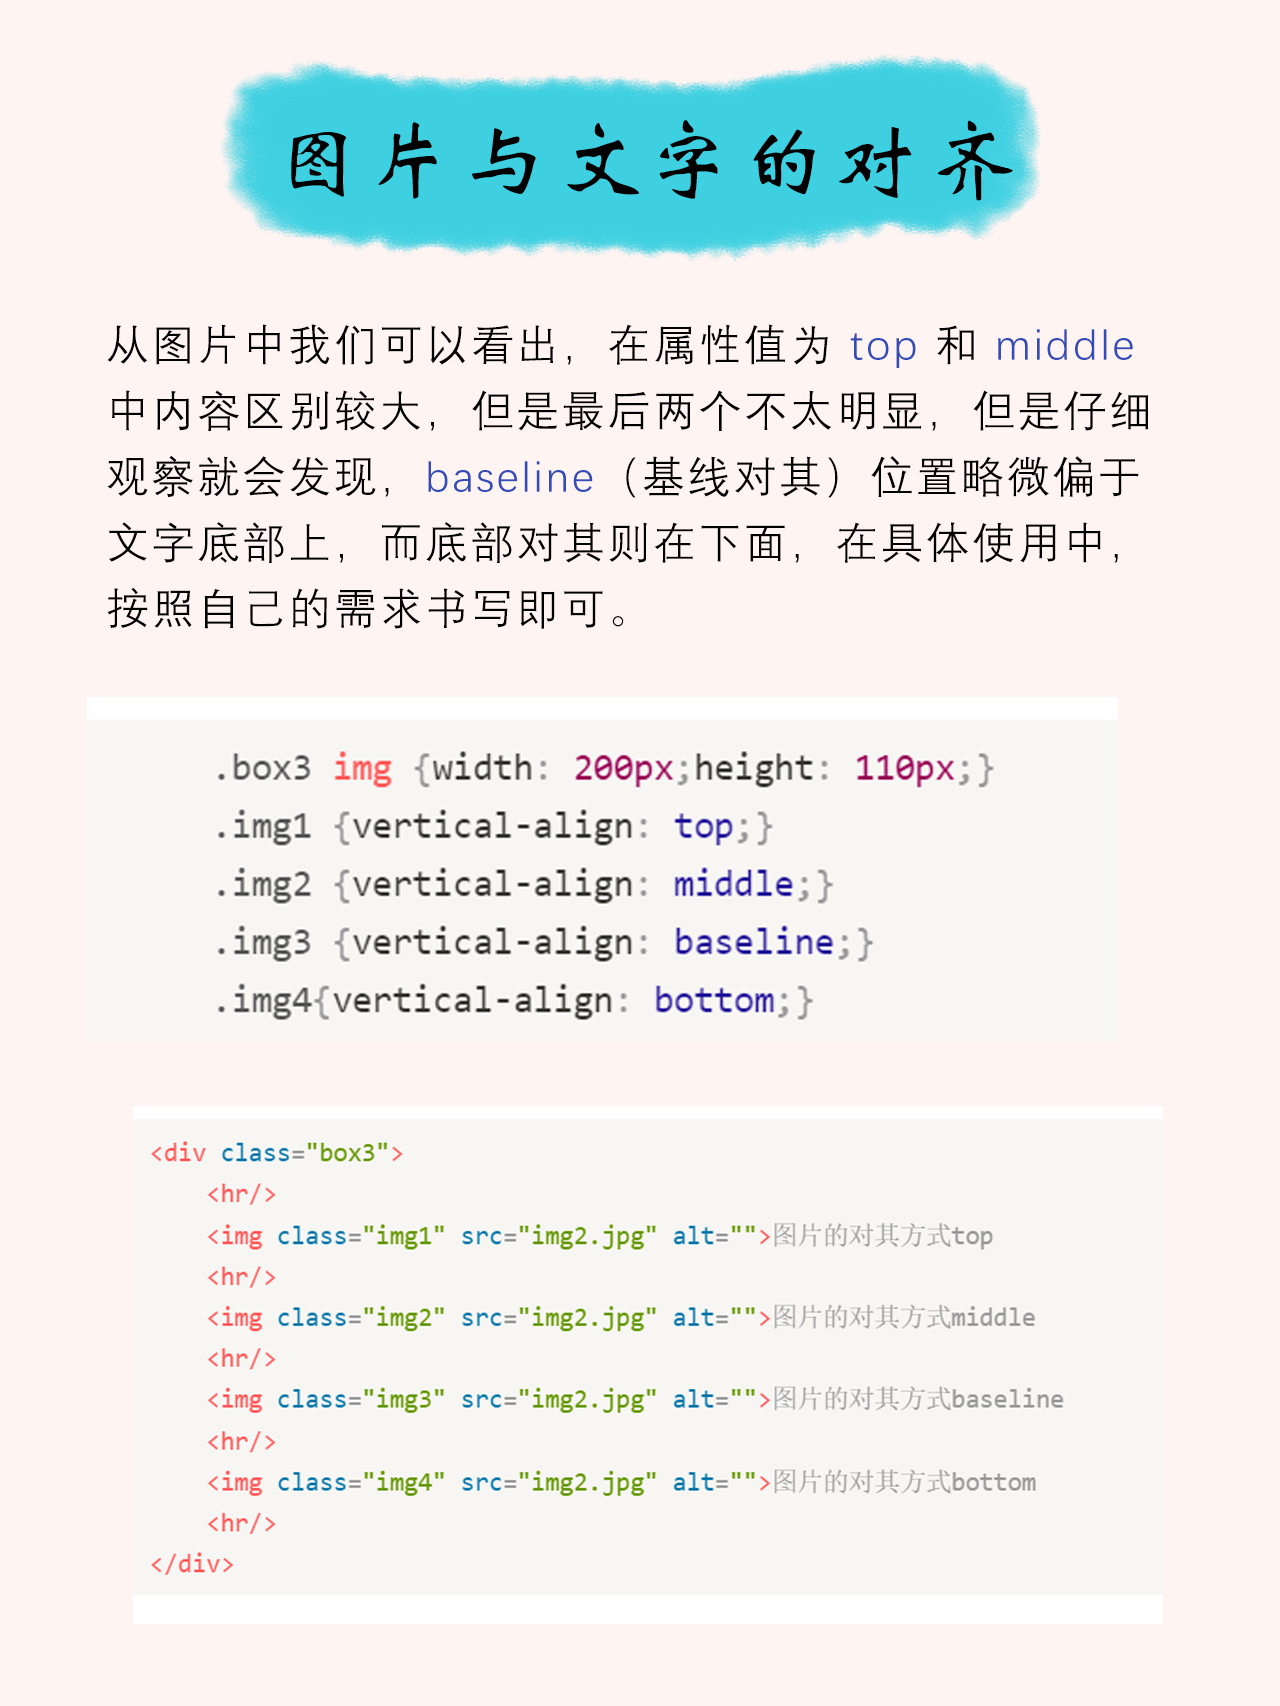 图片与文字的对齐
从图片中我们可以看出，在属性值为 top 和 middle
中内容区别较大，但是最后两个不太明显，但是仔细
观察就会发现，baseline（基线对其）位置略微偏于
文字底部上，而底部对其则在下面，在具体使用中，
按照自己的需求书写即可。
.box3 img {width: 200px;height: 110px;}
.img1 {vertical-align: top;}
.img2 {vertical-align: middle;}
.img3 {vertical-align: baseline;}
.img4{vertical-align: bottom;}
<div class="box3">
    <hr/>
    <img class="img1" src="img2.jpg" alt="">图片的对其方式top
    <hr/>
    <img class="img2" src="img2.jpg" alt="">图片的对其方式middle
    <hr/>
    <img class="img3" src="img2.jpg" alt="">图片的对其方式baseline
    <hr/>
    <img class="img4" src="img2.jpg" alt="">图片的对其方式bottom
    <hr/>
</div>